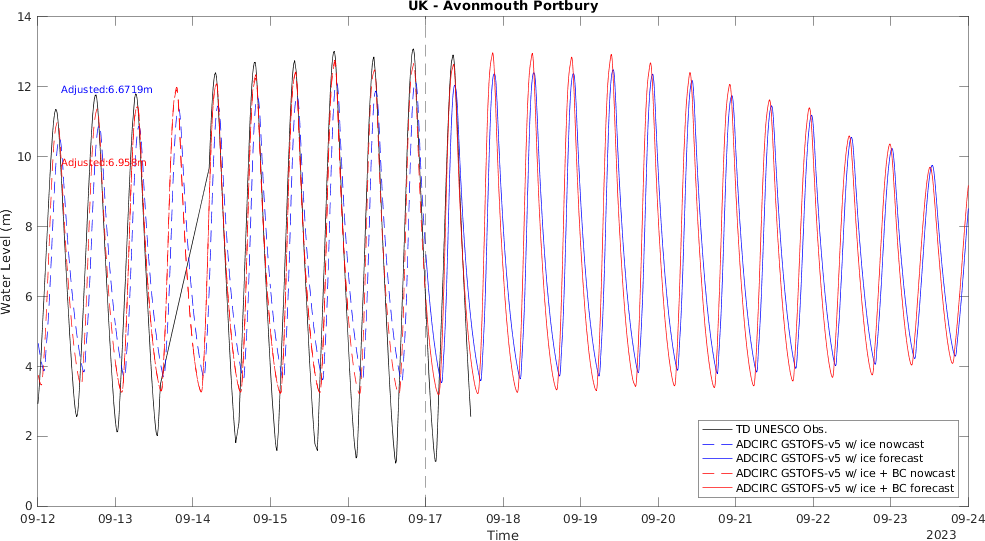 UK - Avonmouth Portbury
Water Level (m)
14
12
10
8
6
4
2
0
Adjusted:6.6719m
Adjusted:6.958m
TD UNESCO Obs.
ADCIRC GSTOFS-v5 w/ ice nowcast
ADCIRC GSTOFS-v5 w/ ice forecast
ADCIRC GSTOFS-v5 w/ ice + BC nowcast
ADCIRC GSTOFS-v5 w/ ice + BC forecast
09-12 09-13 09-14 09-15 09-16 09-17 09-18 09-19 09-20 09-21 09-22 09-23 09-24
Time
2023